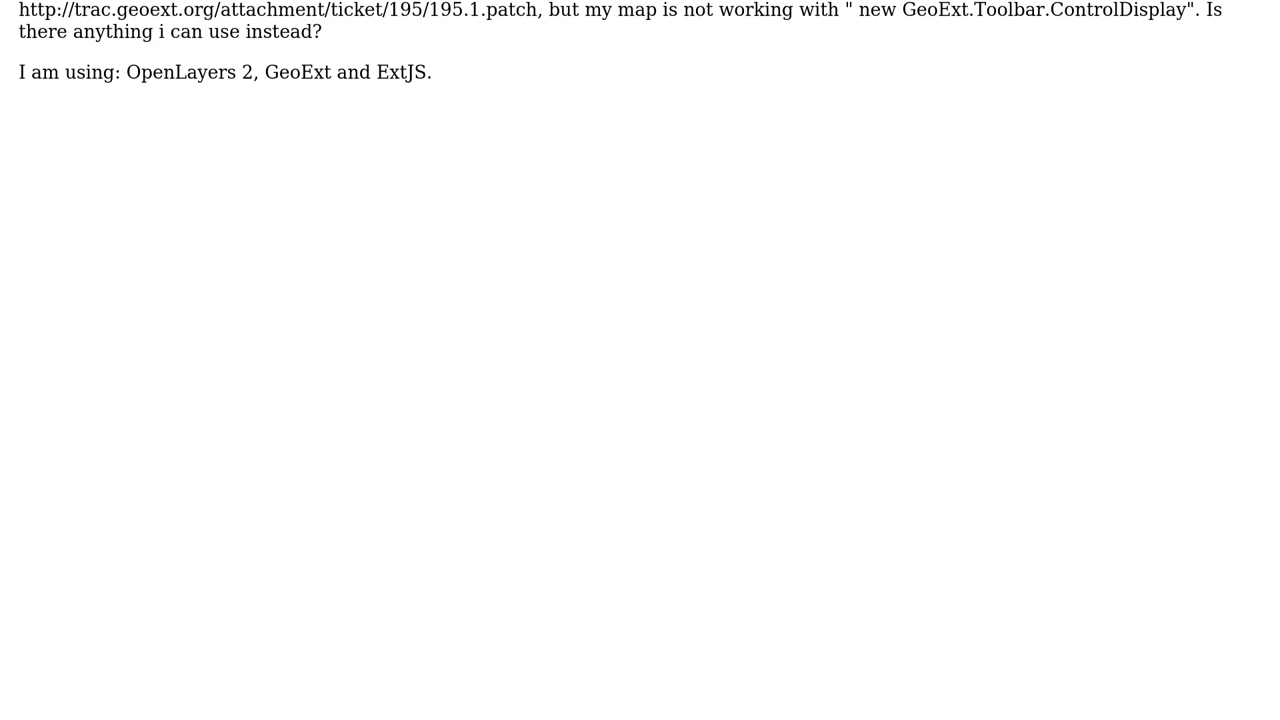 http://trac.geoext.org/attachment/ticket/195/195.1.patch, but my map is not working with " new GeoExt.Toolbar.ControlDisplay". Is
there anything i can use instead?
I am using: OpenLayers 2, GeoExt and ExtJS.